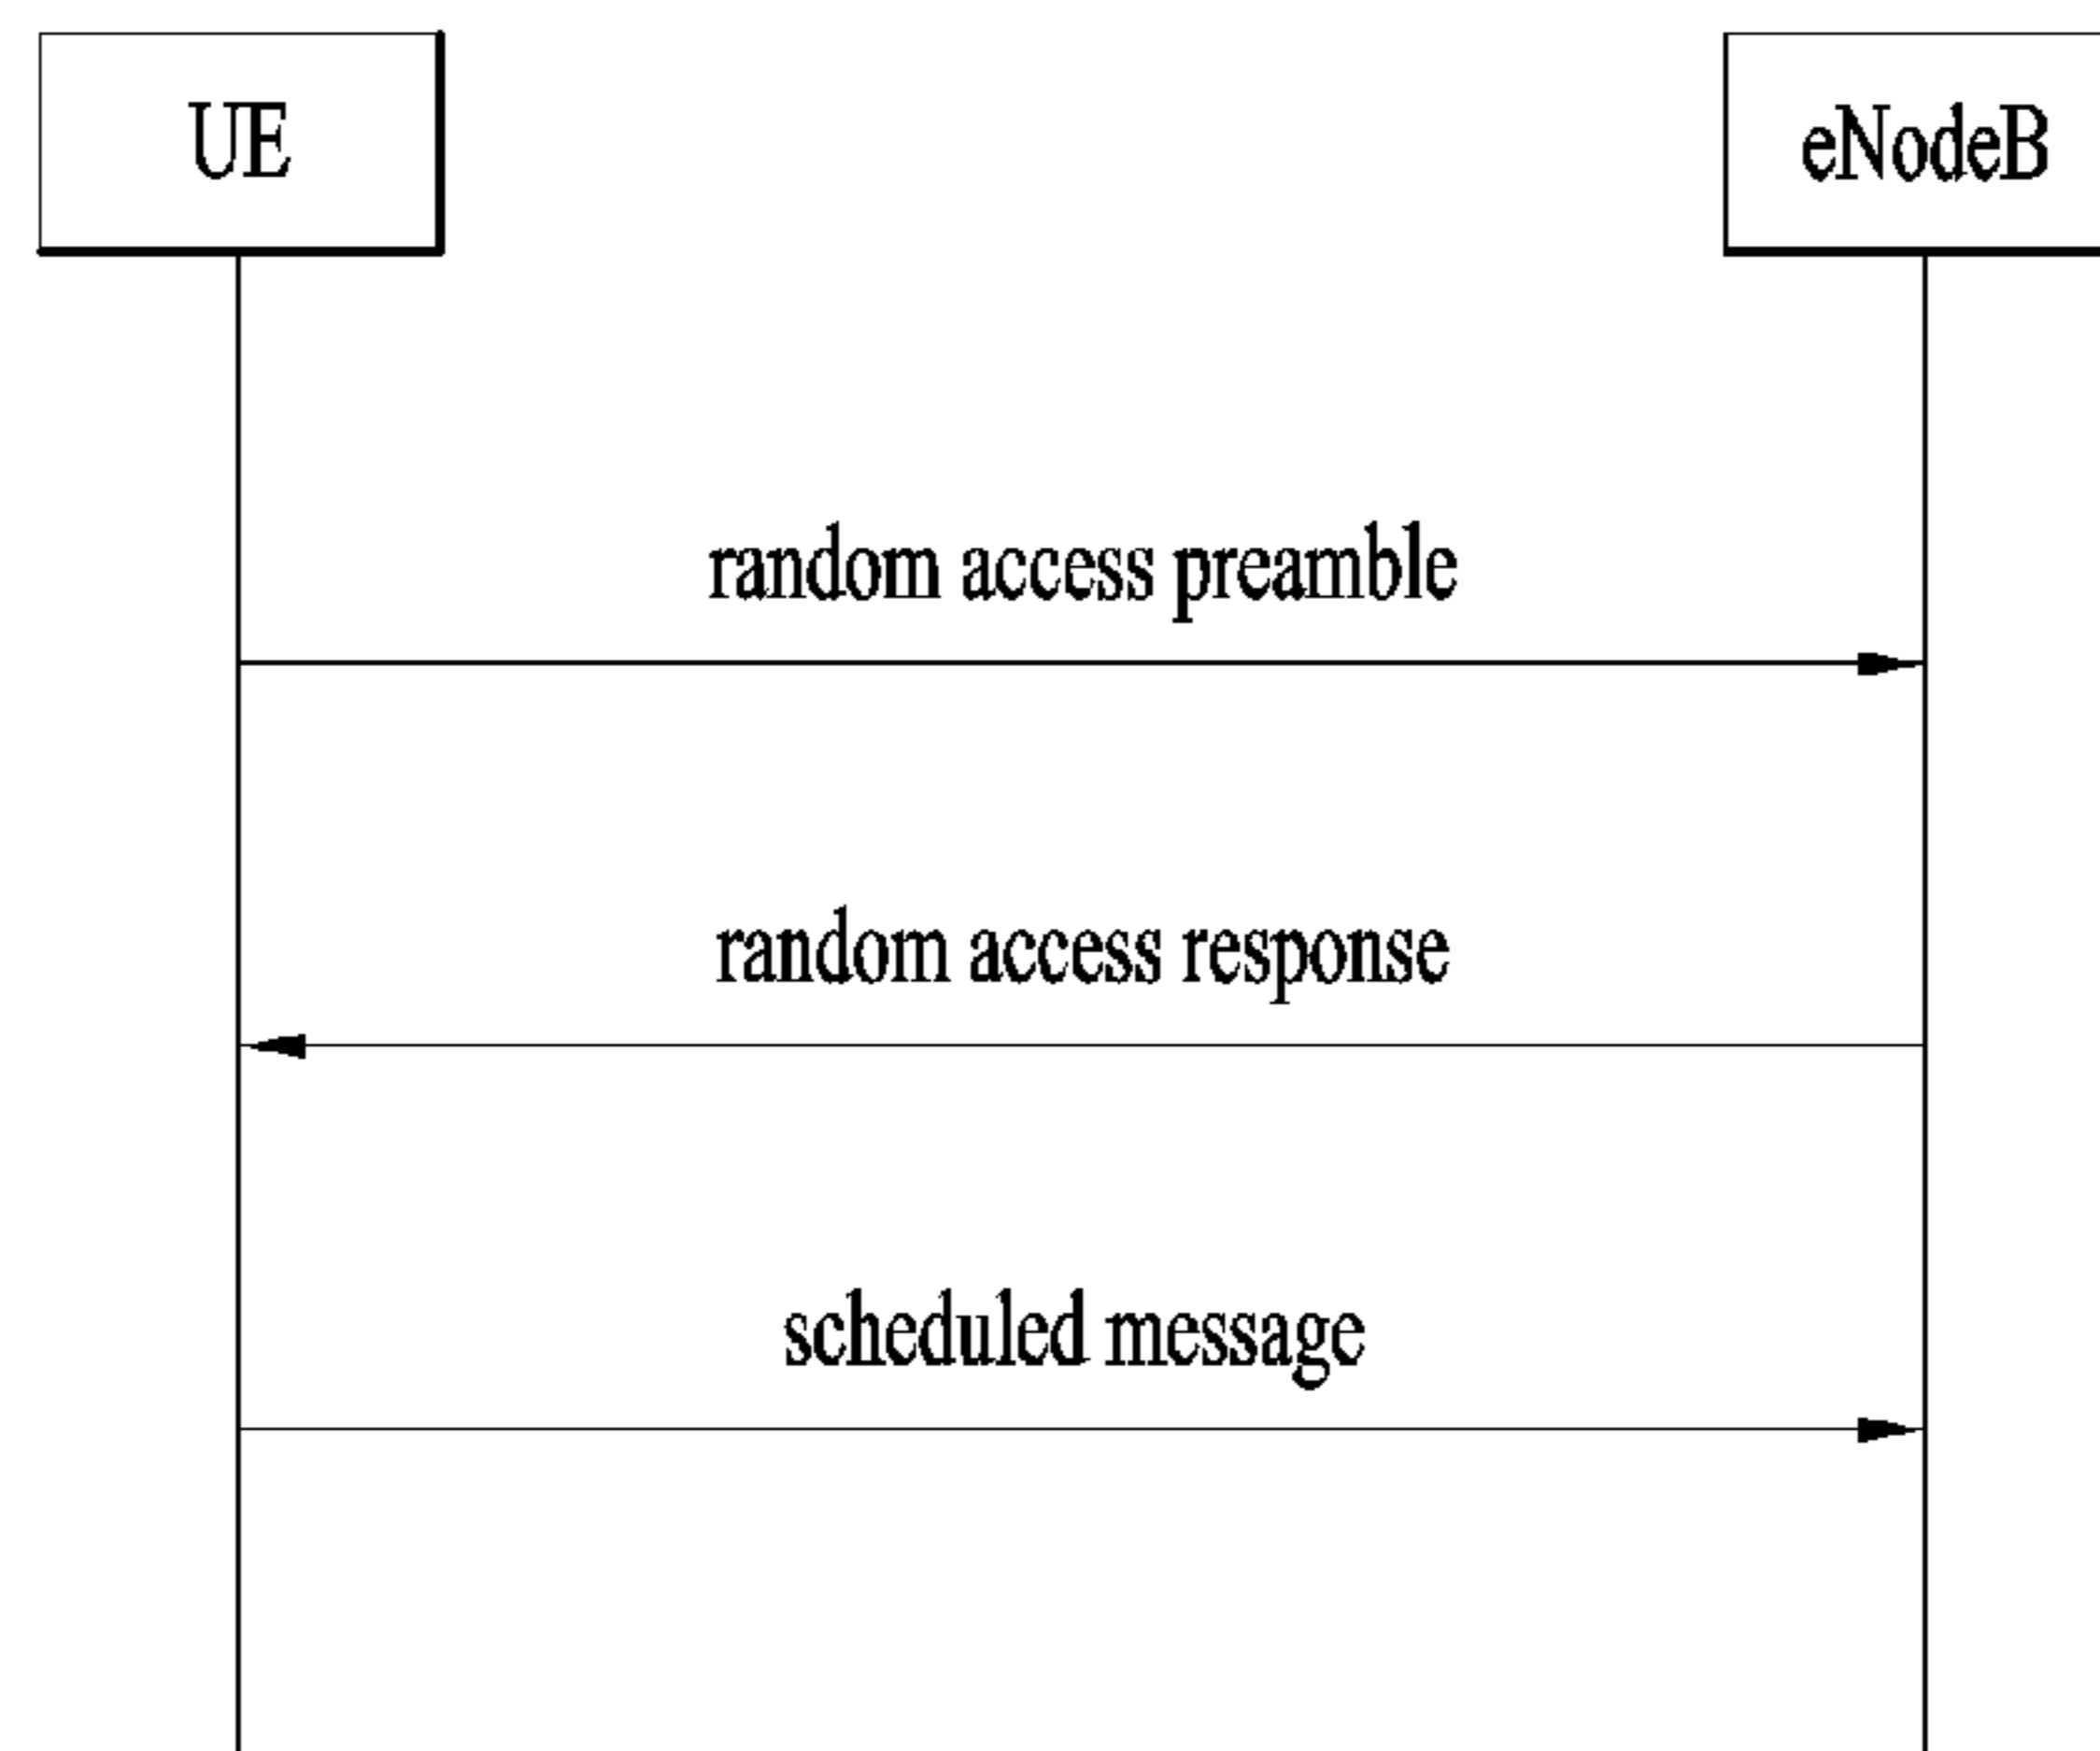 UE
eNodeB
random access preamble
random access response
scheduled message